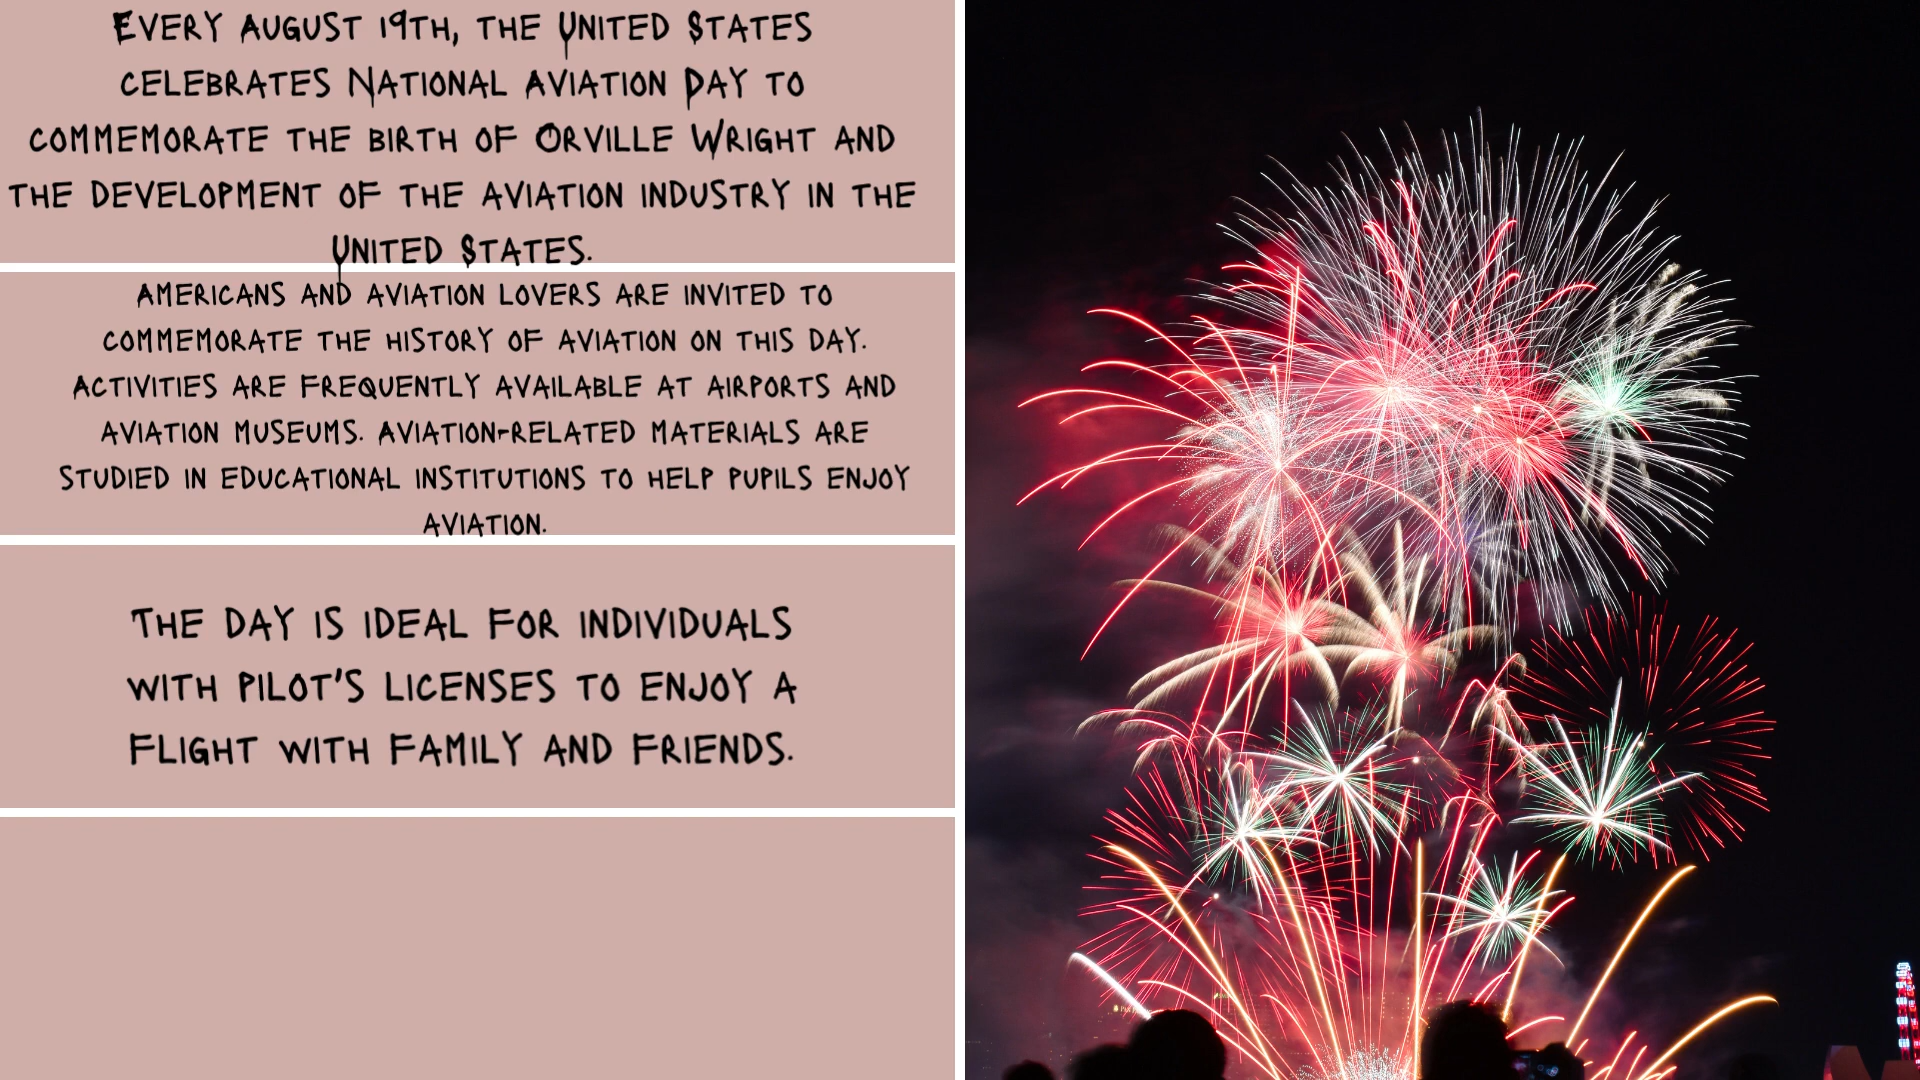 Every August 19th, the United States
celebrates National Aviation Day to
commemorate the birth of Orville Wright and
the development of the aviation industry in the
United States.
Americans and aviation lovers are invited to
commemorate the history of aviation on this day.
Activities are frequently available at airports and
aviation museums. Aviation-related materials are
studied in educational institutions to help pupils enjoy
aviation.
The day is ideal for individuals
with pilot's licenses to enjoy a
flight with family and friends.